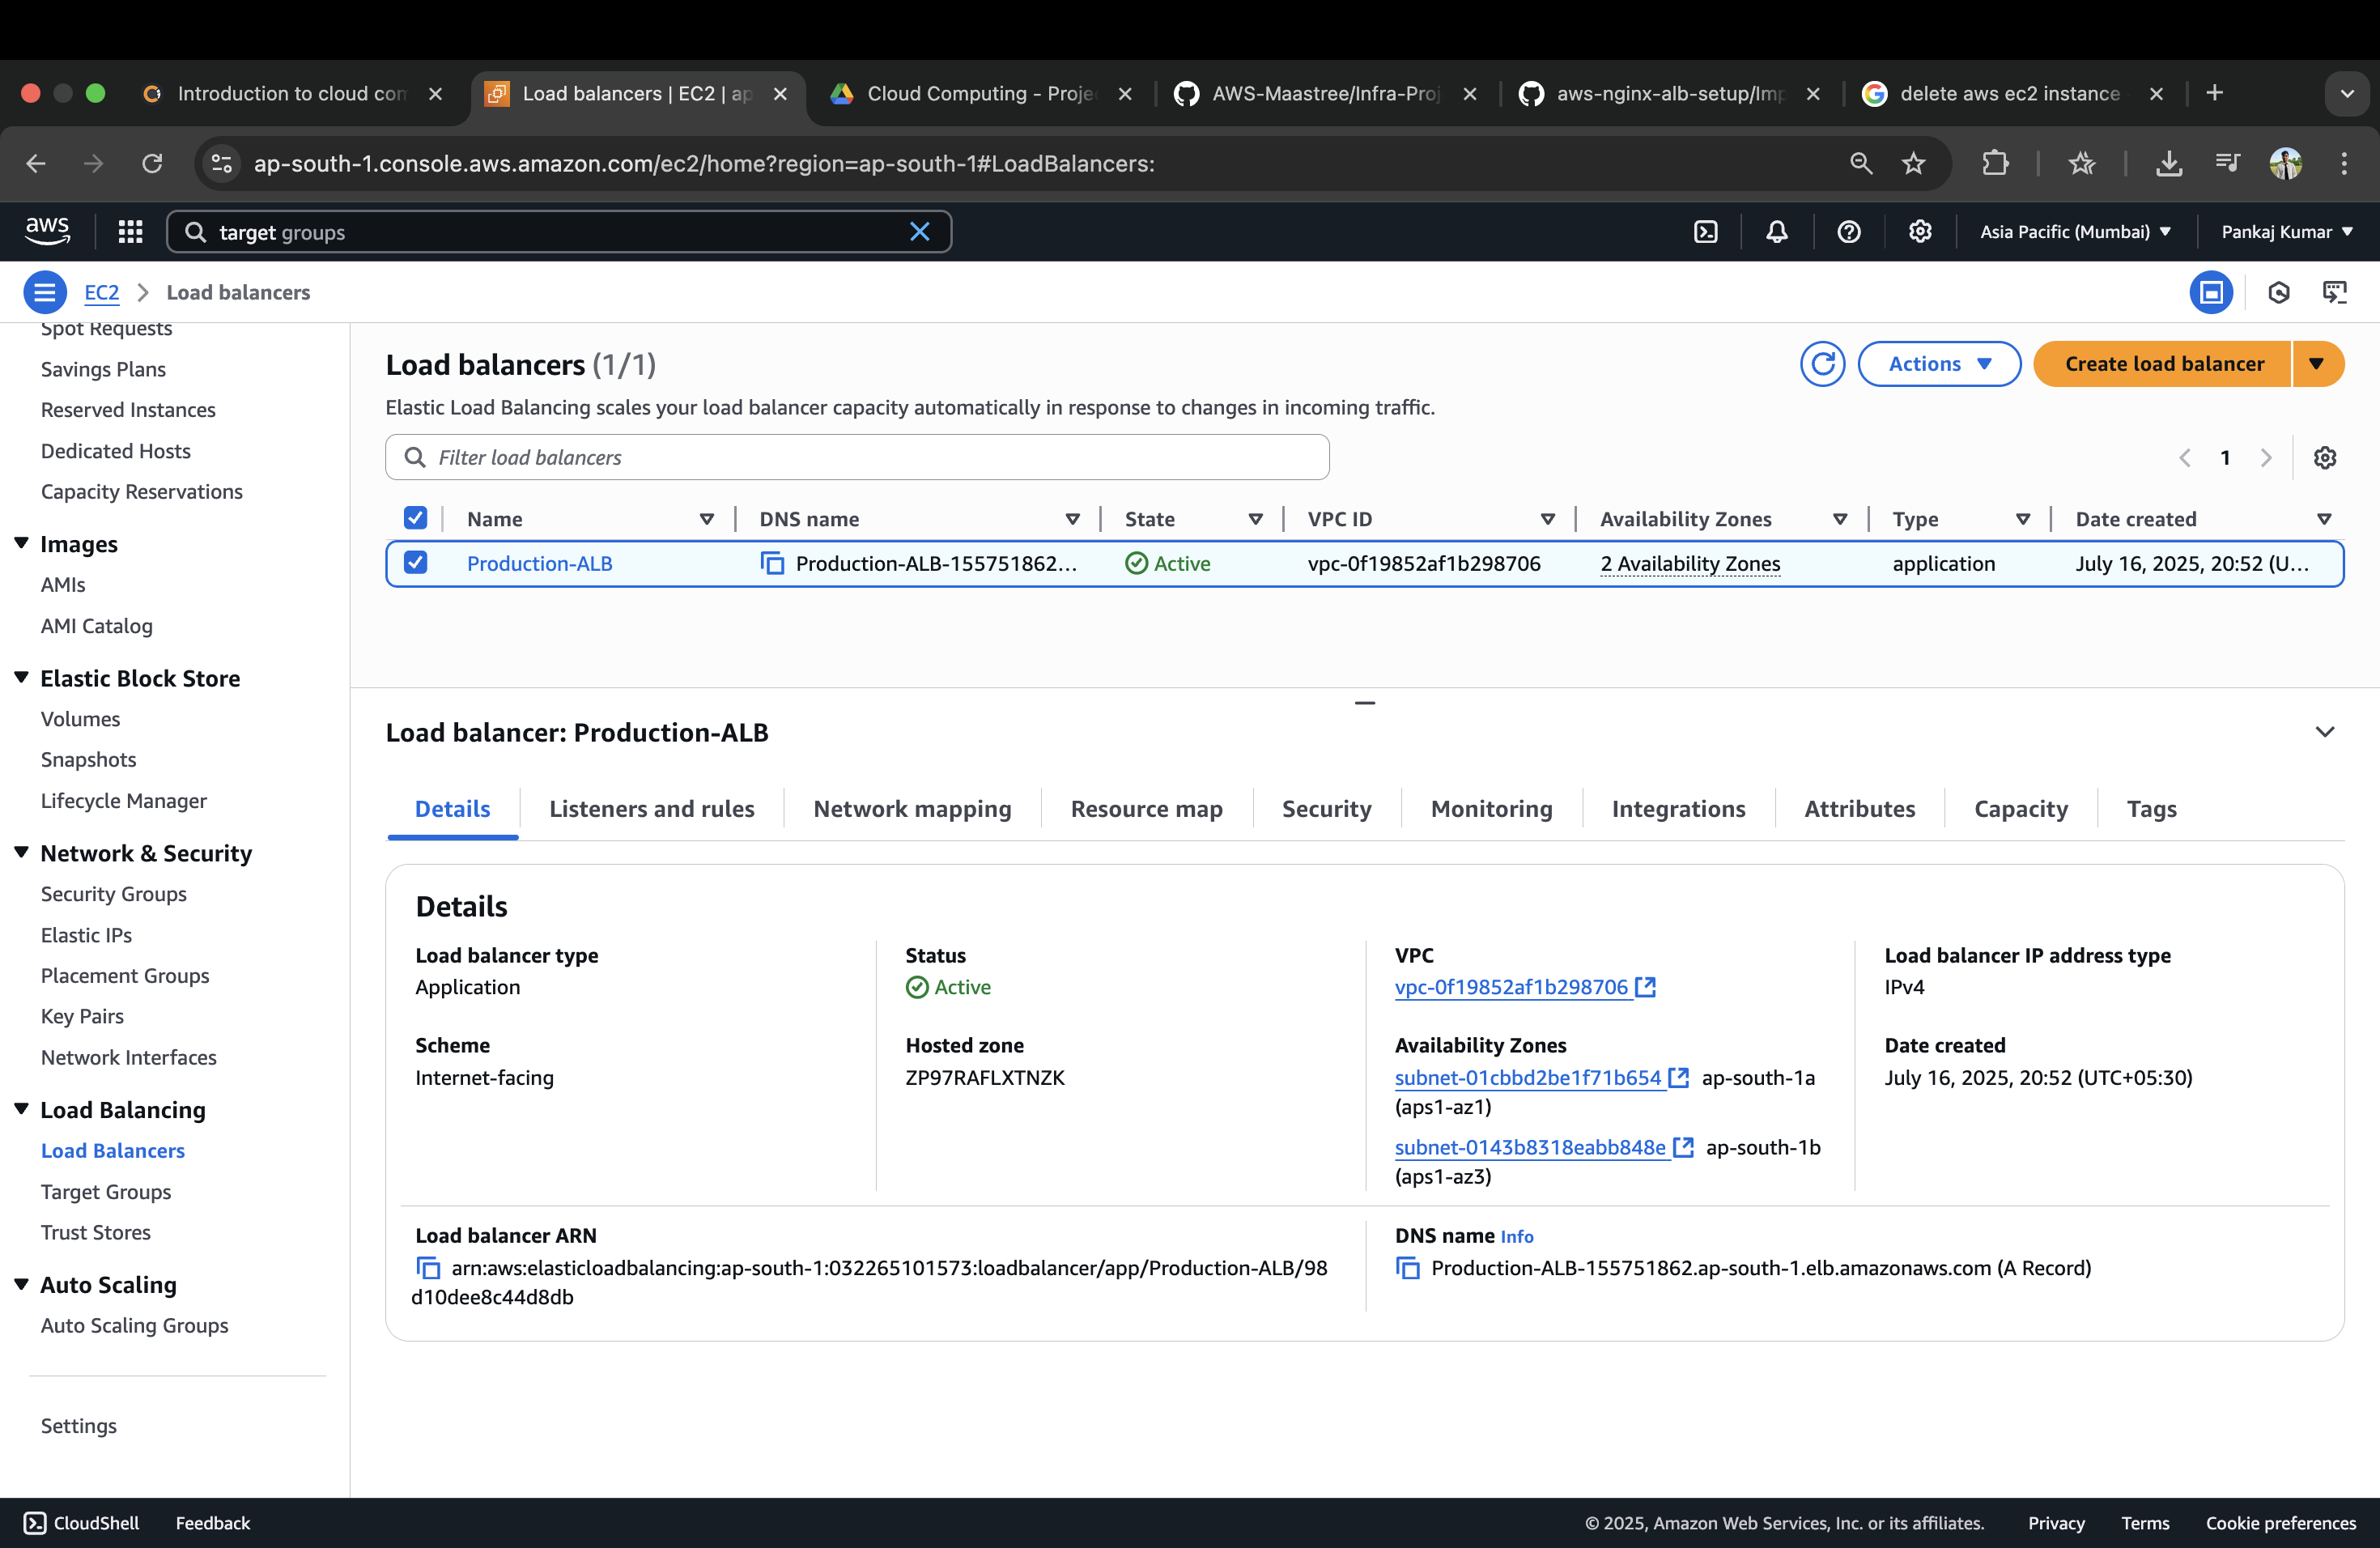 Introduction to cloud com
Load balancers | EC2 | ap
Cloud Computing - Proje
AWS-Maastree/Infra-Proj
aws-nginx-alb-setup/Imp
delete aws ec2 instance
ap-south-1.console.aws.amazon.com/ec2/home?region=ap-south-1#LoadBalancers:
aws
target groups
Asia Pacific (Mumbai)
Pankaj Kumar
EC2
Load balancers
Spot Requests
Savings Plans
Reserved Instances
Dedicated Hosts
Capacity Reservations
Images
AMIs
AMI Catalog
Elastic Block Store
Volumes
Snapshots
Lifecycle Manager
Network & Security
Security Groups
Elastic IPs
Placement Groups
Key Pairs
Network Interfaces
Load Balancing
Load Balancers
Target Groups
Trust Stores
Auto Scaling
Auto Scaling Groups
Settings
Load balancers (1/1)
Actions
Create load balancer
Elastic Load Balancing scales your load balancer capacity automatically in response to changes in incoming traffic.
Filter load balancers
1
Name DNS name State VPC ID Availability Zones Type Date created
Production-ALB Production-ALB-155751862... Active vpc-0f19852af1b298706 2 Availability Zones application July 16, 2025, 20:52 (U...
Load balancer: Production-ALB
Details Listeners and rules Network mapping Resource map Security Monitoring Integrations Attributes Capacity Tags
Details
Load balancer type
Application
Scheme
Internet-facing
Status
Active
Hosted zone
ZP97RAFLXTNZK
VPC
vpc-0f19852af1b298706
Availability Zones
subnet-01cbbd2be1f71b654 ap-south-1a
(aps1-az1)
subnet-0143b8318eabb848e ap-south-1b
(aps1-az3)
Load balancer IP address type
IPv4
Date created
July 16, 2025, 20:52 (UTC+05:30)
Load balancer ARN
arn:aws:elasticloadbalancing:ap-south-1:032265101573:loadbalancer/app/Production-ALB/98
d10dee8c44d8db
DNS name Info
Production-ALB-155751862.ap-south-1.elb.amazonaws.com (A Record)
CloudShell
Feedback
© 2025, Amazon Web Services, Inc. or its affiliates.
Privacy
Terms
Cookie preferences